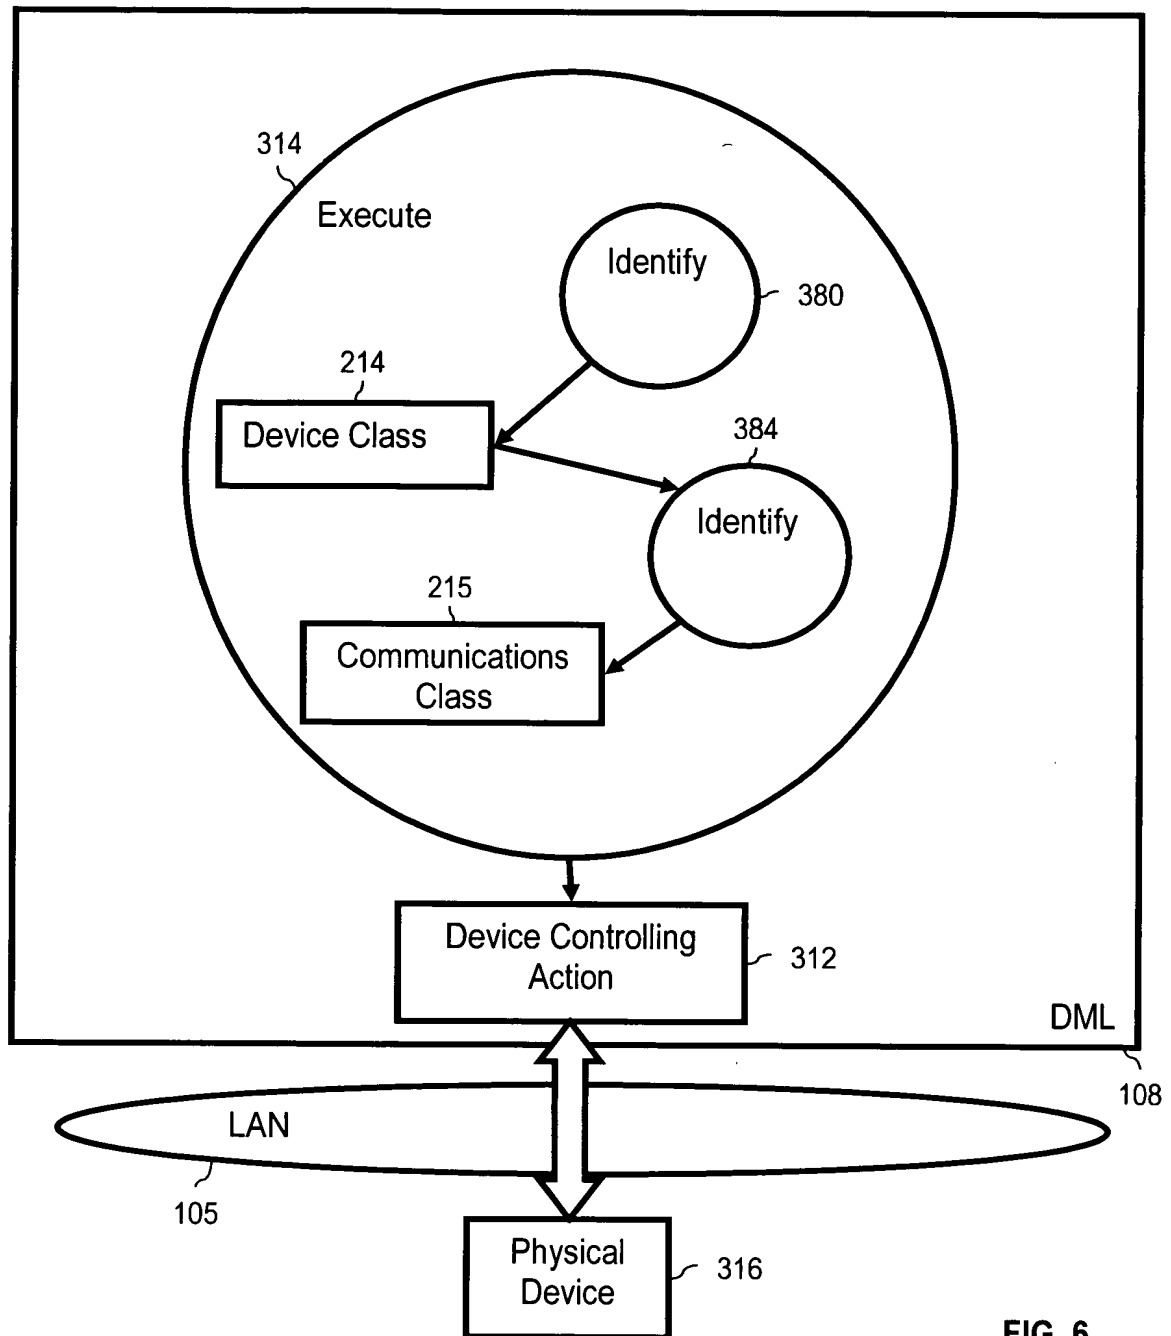 314
Execute
Identify
380
214
Device Class
384
Identify
215
Communications
Class
Device Controlling
Action
312
DML
108
LAN
105
Physical
Device
316
FIG. 6